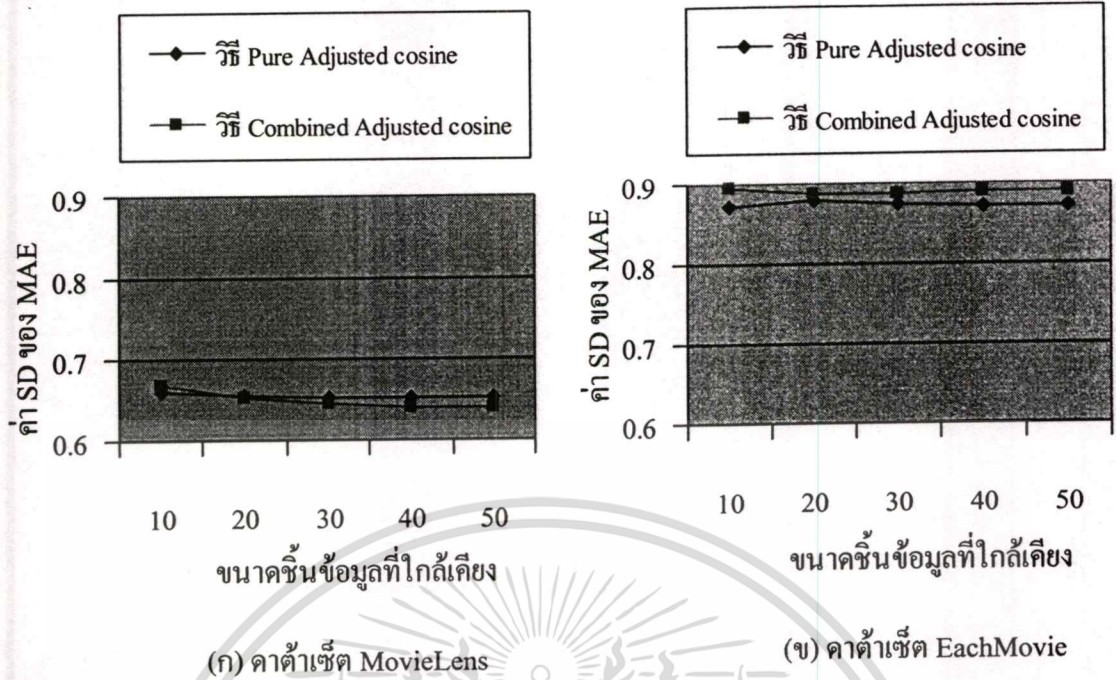 วิธี Pure Adjusted cosine
วิธี Combined Adjusted cosine
ค่า SD ของ MAE
0.9
0.8
0.7
0.6
10 20 30 40 50
ขนาดชิ้นข้อมูลที่ใกล้เคียง
(ก) ดาต้าเซ็ต MovieLens
วิธี Pure Adjusted cosine
วิธี Combined Adjusted cosine
ค่า SD ของ MAE
0.9
0.8
0.7
0.6
10 20 30 40 50
ขนาดชิ้นข้อมูลที่ใกล้เคียง
(ข) ดาต้าเซ็ต EachMovie